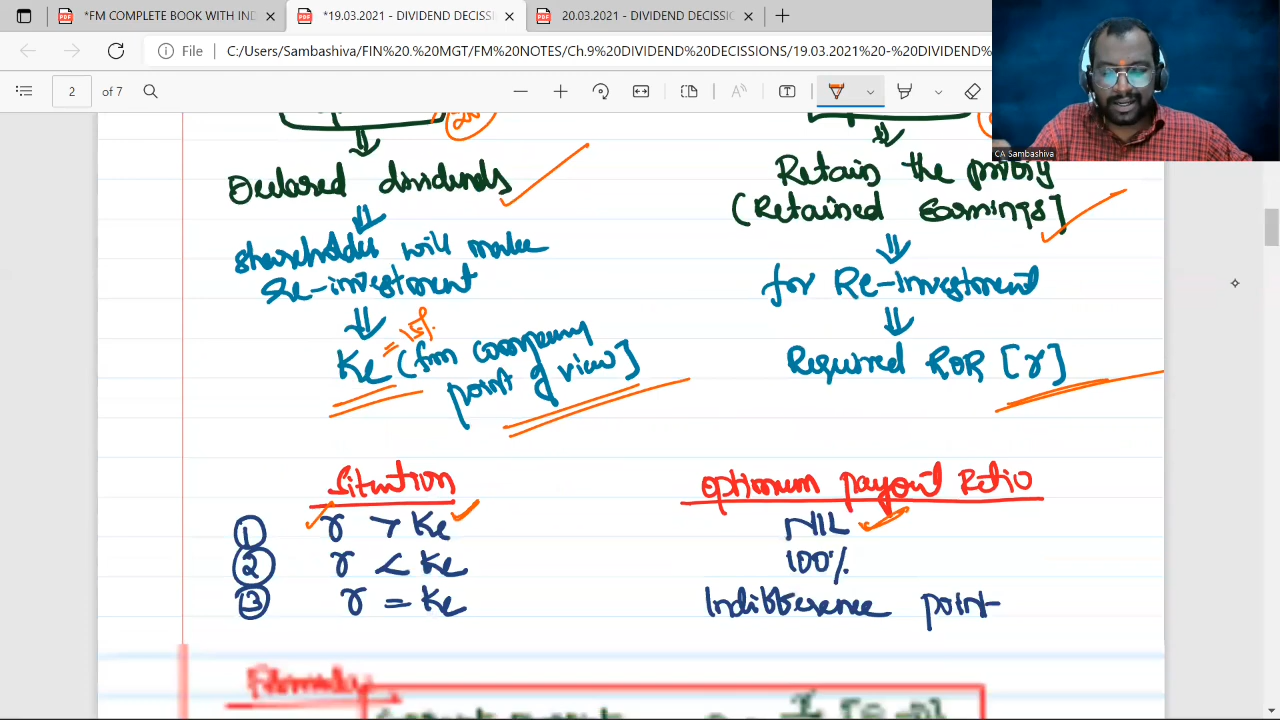 *FM COMPLETE BOOK WITH IND
*19.03.2021 - DIVIDEND DECISSI
20.03.2021 - DIVIDEND DECISSIO
File
C:/Users/Sambashiva/FIN%20.%20MGT/FM%20NOTES/Ch.9%20DIVIDEND%20DECISSIONS/19.03.2021%20-%20DIVIDEND%
2 of 7
CA Sambashiva
Declared dividends
Retain the
(Retained Earnings]
shareholder will make
Re-investment
for Re-Investment
= 15%
Ke (from company
point of view]
Required ROR [r]
Situation
Optimum payout Ratio
① r > Ke NIL
② r < Ke 100%
③ r = Ke Indifference point